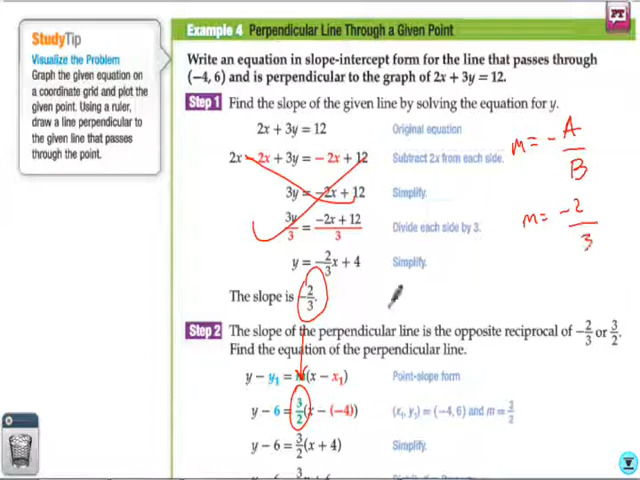 PT
StudyTip
Visualize the Problem
Graph the given equation on
a coordinate grid and plot the
given point. Using a ruler,
draw a line perpendicular to
the given line that passes
through the point.
Example 4 Perpendicular Line Through a Given Point
Write an equation in slope-intercept form for the line that passes through
(−4, 6) and is perpendicular to the graph of 2x + 3y = 12.
Step 1 Find the slope of the given line by solving the equation for y.
2x + 3y = 12 Original equation
2x − 2x + 3y = − 2x + 12 Subtract 2x from each side.
3y = −2x + 12 Simplify.
3y/3 = −2x + 12/3 Divide each side by 3.
y = −2/3x + 4 Simplify.
The slope is −2/3.
m = − A/B
m = −2/3
Step 2 The slope of the perpendicular line is the opposite reciprocal of −2/3 or 3/2.
Find the equation of the perpendicular line.
y − y₁ = (x − x₁) Point-slope form
y − 6 = 3/2(x − (−4)) (x₁, y₁) = (−4, 6) and m = 3/2
y − 6 = 3/2(x + 4) Simplify.